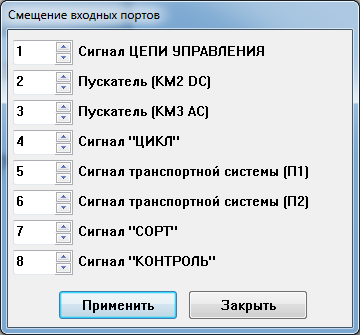 Смещение входных портов
1 Сигнал ЦЕПИ УПРАВЛЕНИЯ
2 Пускатель (КМ2 DC)
3 Пускатель (КМ3 AC)
4 Сигнал "ЦИКЛ"
5 Сигнал транспортной системы (П1)
6 Сигнал транспортной системы (П2)
7 Сигнал "СОРТ"
8 Сигнал "КОНТРОЛЬ"
Применить Закрыть